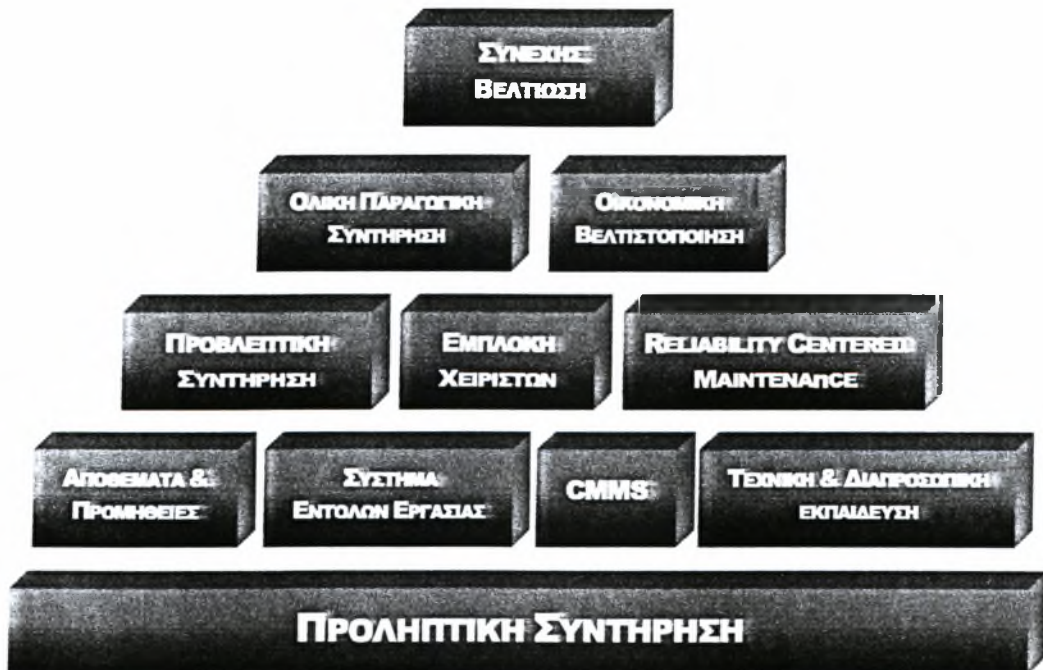 ΣΥΝΕΧΗΣ
ΒΕΛΤΙΩΣΗ
ΟΛΙΚΗ ΠΑΡΑΓΩΓΙΚΗ
ΣΥΝΤΗΡΗΣΗ
ΟΙΚΟΝΟΜΙΚΗ
ΒΕΛΤΙΣΤΟΠΟΙΗΣΗ
ΠΡΟΒΛΕΠΤΙΚΗ
ΣΥΝΤΗΡΗΣΗ
ΕΜΠΛΟΚΗ
ΧΕΙΡΙΣΤΩΝ
RELIABILITY CENTERED
MAINTENAnCE
ΑΠΟΘΕΜΑΤΑ &
ΠΡΟΜΗΘΕΙΕΣ
ΣΥΣΤΗΜΑ
ΕΝΤΟΛΩΝ ΕΡΓΑΣΙΑΣ
CMMS
ΤΕΧΝΙΚΗ & ΔΙΑΠΡΟΣΩΠΙΚΗ
ΕΚΠΑΙΔΕΥΣΗ
ΠΡΟΛΗΠΤΙΚΗ ΣΥΝΤΗΡΗΣΗ